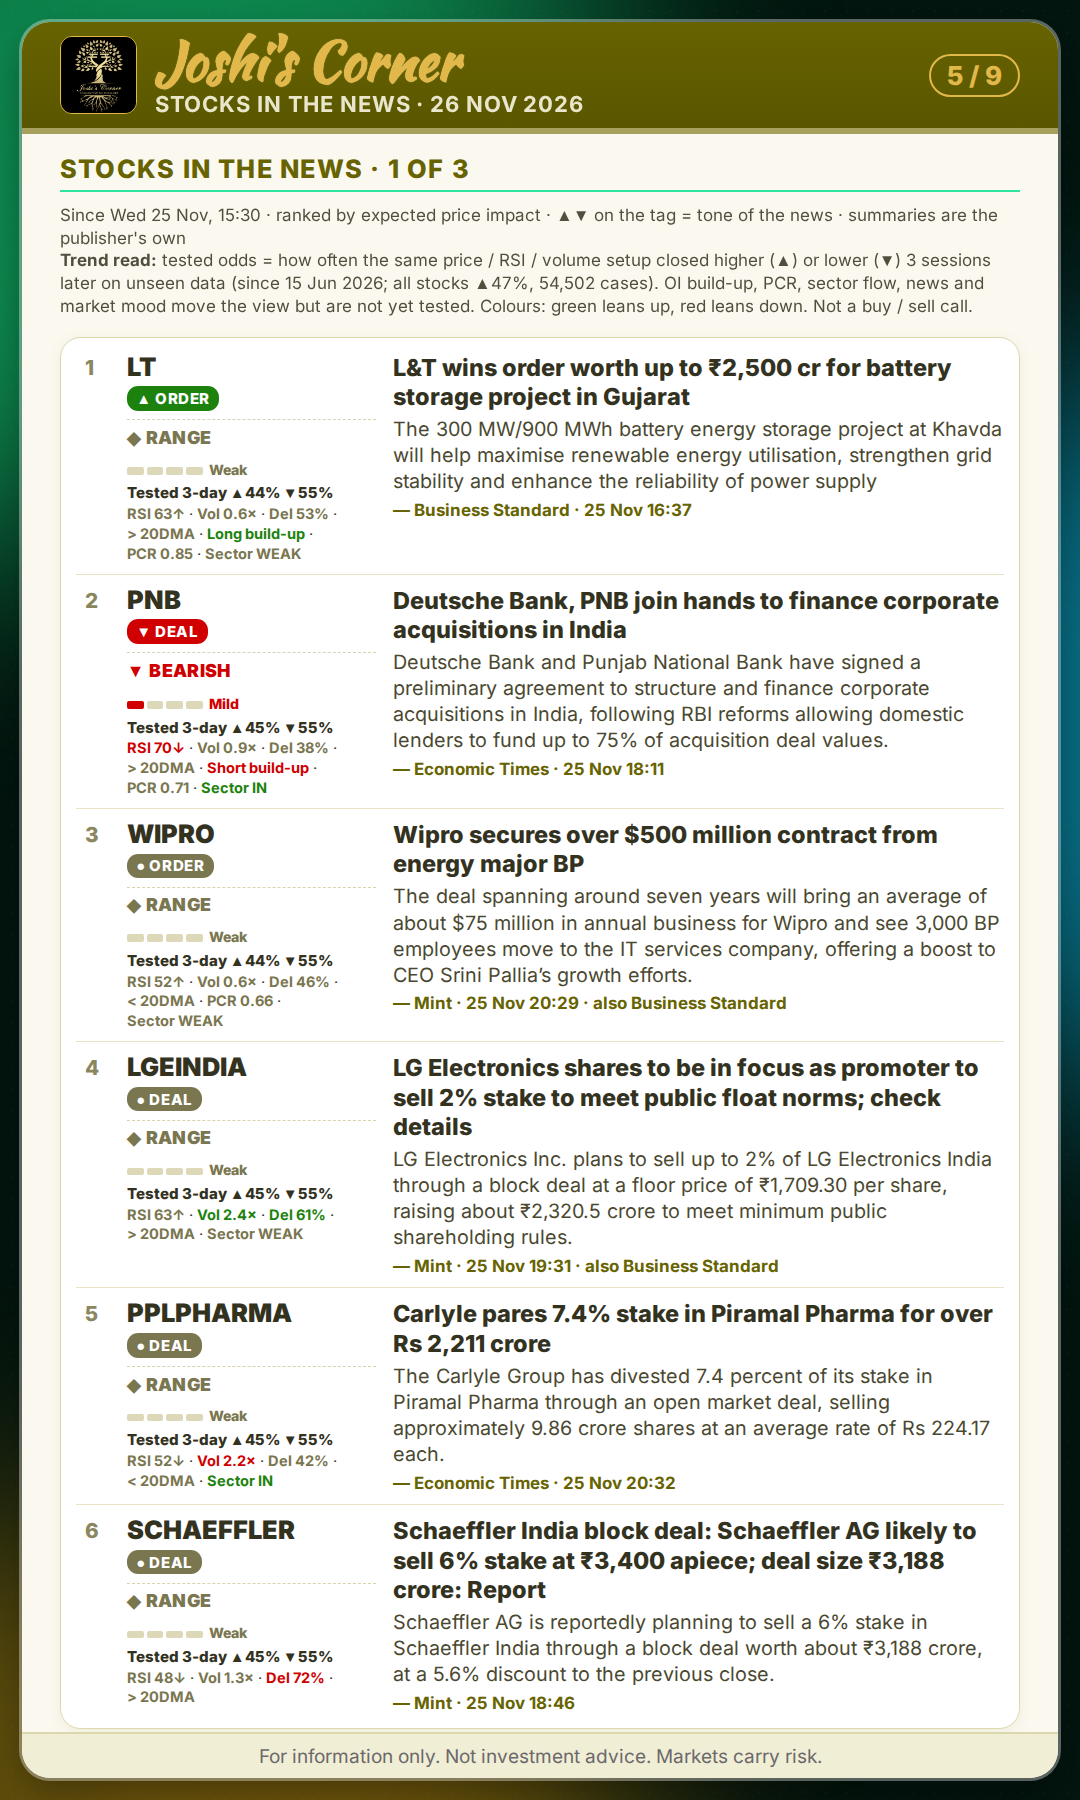 Joshi's Corner
Joshi's Corner
STOCKS IN THE NEWS · 26 NOV 2026
5 / 9
STOCKS IN THE NEWS · 1 OF 3
Since Wed 25 Nov, 15:30 · ranked by expected price impact · ▲▼ on the tag = tone of the news · summaries are the
publisher's own
Trend read: tested odds = how often the same price / RSI / volume setup closed higher (▲) or lower (▼) 3 sessions
later on unseen data (since 15 Jun 2026; all stocks ▲47%, 54,502 cases). OI build-up, PCR, sector flow, news and
market mood move the view but are not yet tested. Colours: green leans up, red leans down. Not a buy / sell call.
1
LT
▲ ORDER
◆ RANGE
Weak
Tested 3-day ▲44% ▼55%
RSI 63↑ · Vol 0.6× · Del 53% ·
> 20DMA · Long build-up ·
PCR 0.85 · Sector WEAK
L&T wins order worth up to ₹2,500 cr for battery
storage project in Gujarat
The 300 MW/900 MWh battery energy storage project at Khavda
will help maximise renewable energy utilisation, strengthen grid
stability and enhance the reliability of power supply
— Business Standard · 25 Nov 16:37
2
PNB
▼ DEAL
▼ BEARISH
Mild
Tested 3-day ▲45% ▼55%
RSI 70↓ · Vol 0.9× · Del 38% ·
> 20DMA · Short build-up ·
PCR 0.71 · Sector IN
Deutsche Bank, PNB join hands to finance corporate
acquisitions in India
Deutsche Bank and Punjab National Bank have signed a
preliminary agreement to structure and finance corporate
acquisitions in India, following RBI reforms allowing domestic
lenders to fund up to 75% of acquisition deal values.
— Economic Times · 25 Nov 18:11
3
WIPRO
● ORDER
◆ RANGE
Weak
Tested 3-day ▲44% ▼55%
RSI 52↑ · Vol 0.6× · Del 46% ·
< 20DMA · PCR 0.66 ·
Sector WEAK
Wipro secures over $500 million contract from
energy major BP
The deal spanning around seven years will bring an average of
about $75 million in annual business for Wipro and see 3,000 BP
employees move to the IT services company, offering a boost to
CEO Srini Pallia’s growth efforts.
— Mint · 25 Nov 20:29 · also Business Standard
4
LGEINDIA
● DEAL
◆ RANGE
Weak
Tested 3-day ▲45% ▼55%
RSI 63↑ · Vol 2.4× · Del 61% ·
> 20DMA · Sector WEAK
LG Electronics shares to be in focus as promoter to
sell 2% stake to meet public float norms; check
details
LG Electronics Inc. plans to sell up to 2% of LG Electronics India
through a block deal at a floor price of ₹1,709.30 per share,
raising about ₹2,320.5 crore to meet minimum public
shareholding rules.
— Mint · 25 Nov 19:31 · also Business Standard
5
PPLPHARMA
● DEAL
◆ RANGE
Weak
Tested 3-day ▲45% ▼55%
RSI 52↓ · Vol 2.2× · Del 42% ·
< 20DMA · Sector IN
Carlyle pares 7.4% stake in Piramal Pharma for over
Rs 2,211 crore
The Carlyle Group has divested 7.4 percent of its stake in
Piramal Pharma through an open market deal, selling
approximately 9.86 crore shares at an average rate of Rs 224.17
each.
— Economic Times · 25 Nov 20:32
6
SCHAEFFLER
● DEAL
◆ RANGE
Weak
Tested 3-day ▲45% ▼55%
RSI 48↓ · Vol 1.3× · Del 72% ·
> 20DMA
Schaeffler India block deal: Schaeffler AG likely to
sell 6% stake at ₹3,400 apiece; deal size ₹3,188
crore: Report
Schaeffler AG is reportedly planning to sell a 6% stake in
Schaeffler India through a block deal worth about ₹3,188 crore,
at a 5.6% discount to the previous close.
— Mint · 25 Nov 18:46
For information only. Not investment advice. Markets carry risk.